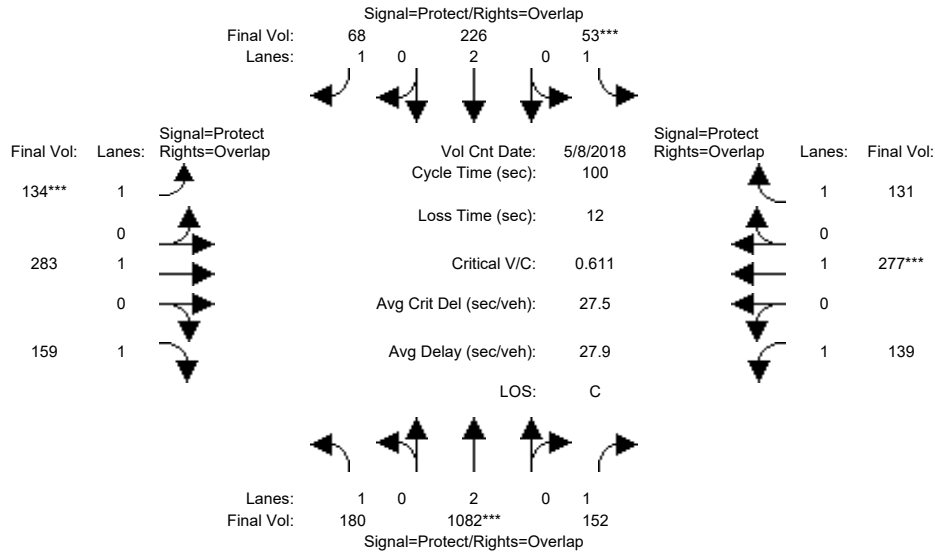 Signal=Protect/Rights=Overlap
Final Vol: 68 226 53***
Lanes: 1 0 2 0 1
Signal=Protect
Final Vol: Lanes: Rights=Overlap
Vol Cnt Date: 5/8/2018
Signal=Protect
Rights=Overlap Lanes: Final Vol:
Cycle Time (sec): 100
134*** 1
1 131
Loss Time (sec): 12
0
0
283 1
Critical V/C: 0.611
1 277***
0
Avg Crit Del (sec/veh): 27.5
0
159 1
Avg Delay (sec/veh): 27.9
1 139
LOS: C
Lanes: 1 0 2 0 1
Final Vol: 180 1082*** 152
Signal=Protect/Rights=Overlap